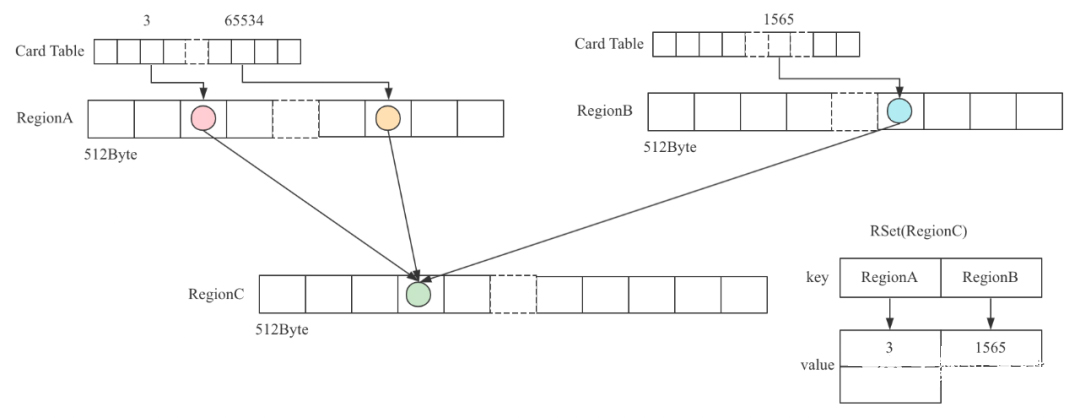 3 65534
Card Table
RegionA
512Byte
1565
Card Table
RegionB
512Byte
RegionC
512Byte
RSet(RegionC)
key RegionA RegionB
value 3 1565